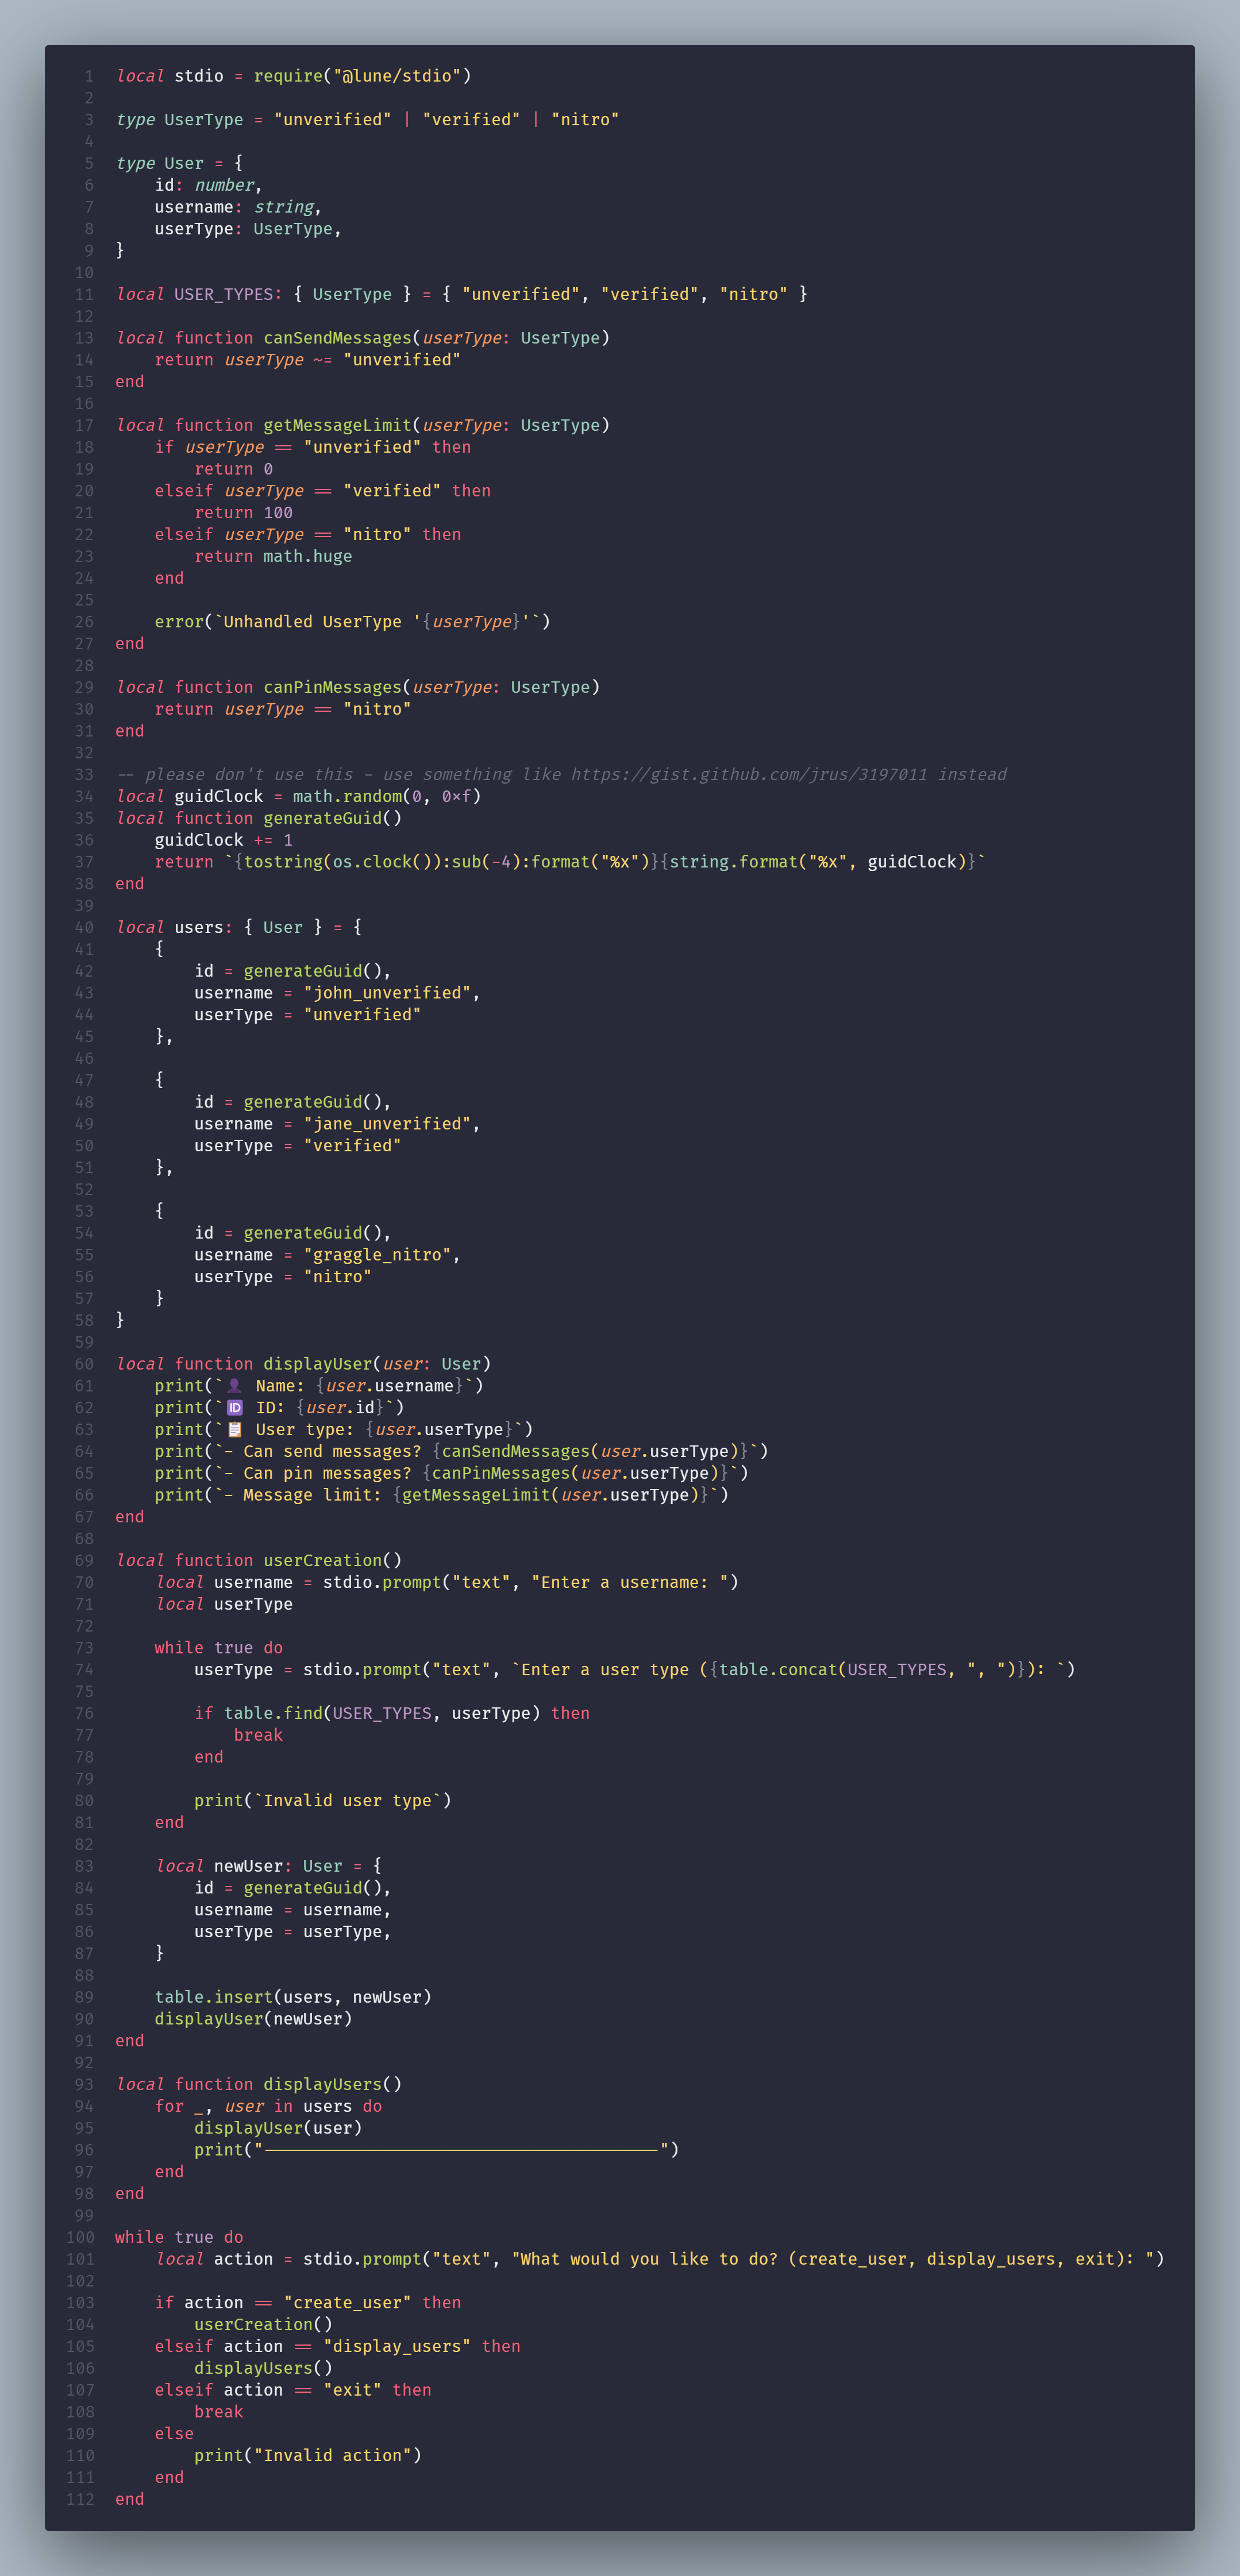 1 local stdio = require("@lune/stdio")
2
3 type UserType = "unverified" | "verified" | "nitro"
4
5 type User = {
6     id: number,
7     username: string,
8     userType: UserType,
9 }
10
11 local USER_TYPES: { UserType } = { "unverified", "verified", "nitro" }
12
13 local function canSendMessages(userType: UserType)
14     return userType ~= "unverified"
15 end
16
17 local function getMessageLimit(userType: UserType)
18     if userType == "unverified" then
19         return 0
20     elseif userType == "verified" then
21         return 100
22     elseif userType == "nitro" then
23         return math.huge
24     end
25
26     error(`Unhandled UserType '{userType}'`)
27 end
28
29 local function canPinMessages(userType: UserType)
30     return userType == "nitro"
31 end
32
33 -- please don't use this - use something like https://gist.github.com/jrus/3197011 instead
34 local guidClock = math.random(0, 0xf)
35 local function generateGuid()
36     guidClock += 1
37     return `{tostring(os.clock()):sub(-4):format("%x")}{string.format("%x", guidClock)}`
38 end
39
40 local users: { User } = {
41     {
42         id = generateGuid(),
43         username = "john_unverified",
44         userType = "unverified"
45     },
46
47     {
48         id = generateGuid(),
49         username = "jane_unverified",
50         userType = "verified"
51     },
52
53     {
54         id = generateGuid(),
55         username = "graggle_nitro",
56         userType = "nitro"
57     }
58 }
59
60 local function displayUser(user: User)
61     print(`👤 Name: {user.username}`)
62     print(`🆔 ID: {user.id}`)
63     print(`📋 User type: {user.userType}`)
64     print(`- Can send messages? {canSendMessages(user.userType)}`)
65     print(`- Can pin messages? {canPinMessages(user.userType)}`)
66     print(`- Message limit: {getMessageLimit(user.userType)}`)
67 end
68
69 local function userCreation()
70     local username = stdio.prompt("text", "Enter a username: ")
71     local userType
72
73     while true do
74         userType = stdio.prompt("text", `Enter a user type ({table.concat(USER_TYPES, ", ")}): `)
75
76         if table.find(USER_TYPES, userType) then
77             break
78         end
79
80         print(`Invalid user type`)
81     end
82
83     local newUser: User = {
84         id = generateGuid(),
85         username = username,
86         userType = userType,
87     }
88
89     table.insert(users, newUser)
90     displayUser(newUser)
91 end
92
93 local function displayUsers()
94     for _, user in users do
95         displayUser(user)
96         print("----------------------------------------")
97     end
98 end
99
100 while true do
101     local action = stdio.prompt("text", "What would you like to do? (create_user, display_users, exit): ")
102
103     if action == "create_user" then
104         userCreation()
105     elseif action == "display_users" then
106         displayUsers()
107     elseif action == "exit" then
108         break
109     else
110         print("Invalid action")
111     end
112 end